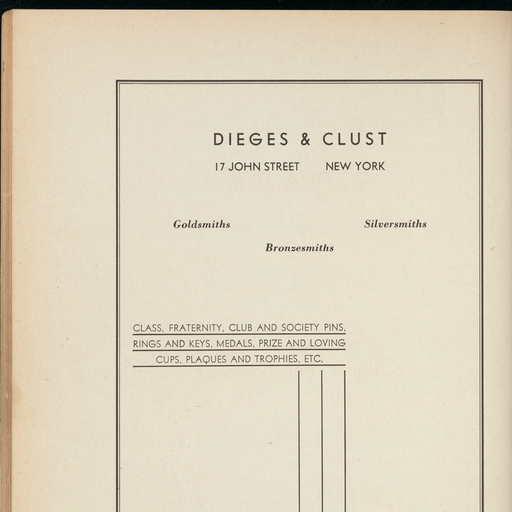 DIEGES & CLUST
17 JOHN STREET NEW YORK
Goldsmiths Silversmiths
Bronzesmiths
CLASS, FRATERNITY, CLUB AND SOCIETY PINS,
RINGS AND KEYS, MEDALS, PRIZE AND LOVING
CUPS, PLAQUES AND TROPHIES, ETC.